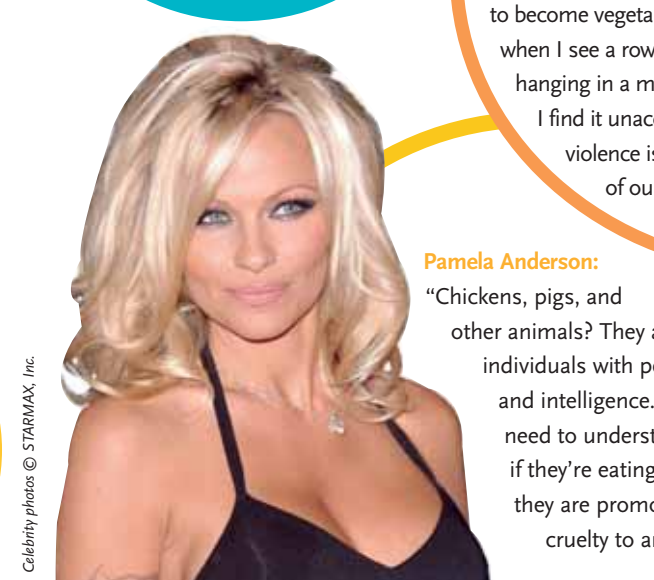 to become vegeta
when I see a row
hanging in a m
I find it unac
violence is
of ou
Pamela Anderson:
“Chickens, pigs, and
other animals? They a
individuals with pe
and intelligence.
need to underst
if they're eating
they are promo
cruelty to an
Celebrity photos © STARMAX, Inc.